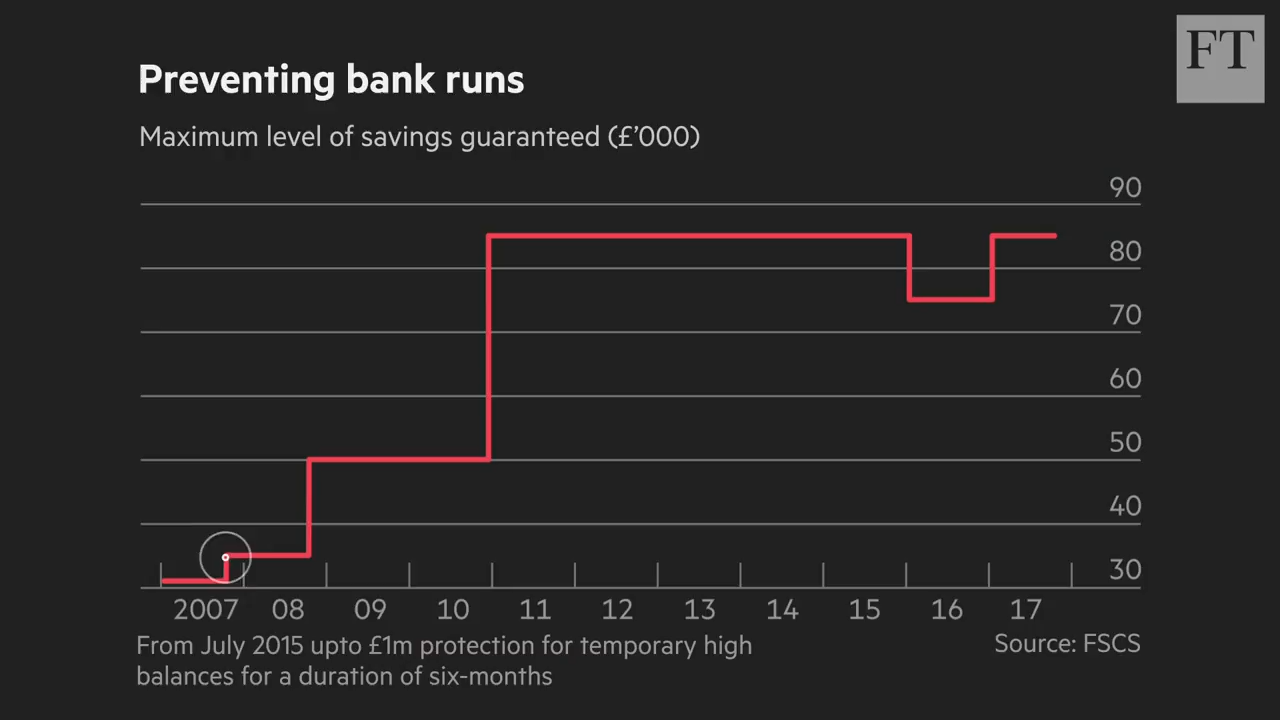 FT
Preventing bank runs
Maximum level of savings guaranteed (£'000)
90
80
70
60
50
40
30
2007 08 09 10 11 12 13 14 15 16 17
From July 2015 upto £1m protection for temporary high
balances for a duration of six-months
Source: FSCS